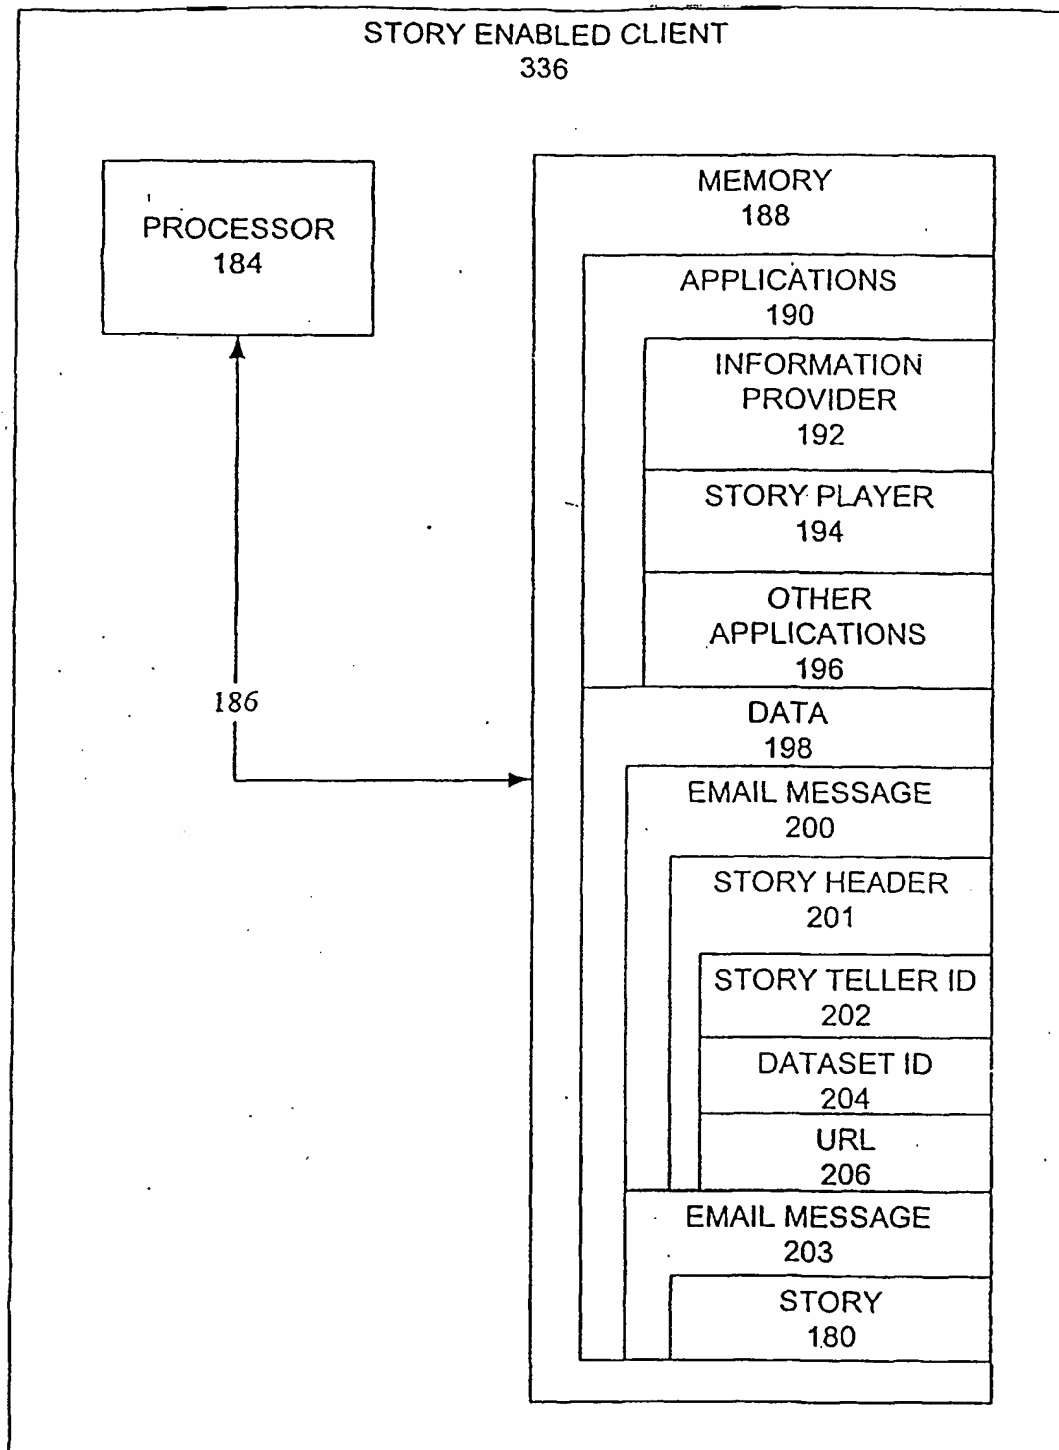 STORY ENABLED CLIENT
336
PROCESSOR
184
186
MEMORY
188
APPLICATIONS
190
INFORMATION
PROVIDER
192
STORY PLAYER
194
OTHER
APPLICATIONS
196
DATA
198
EMAIL MESSAGE
200
STORY HEADER
201
STORY TELLER ID
202
DATASET ID
204
URL
206
EMAIL MESSAGE
203
STORY
180